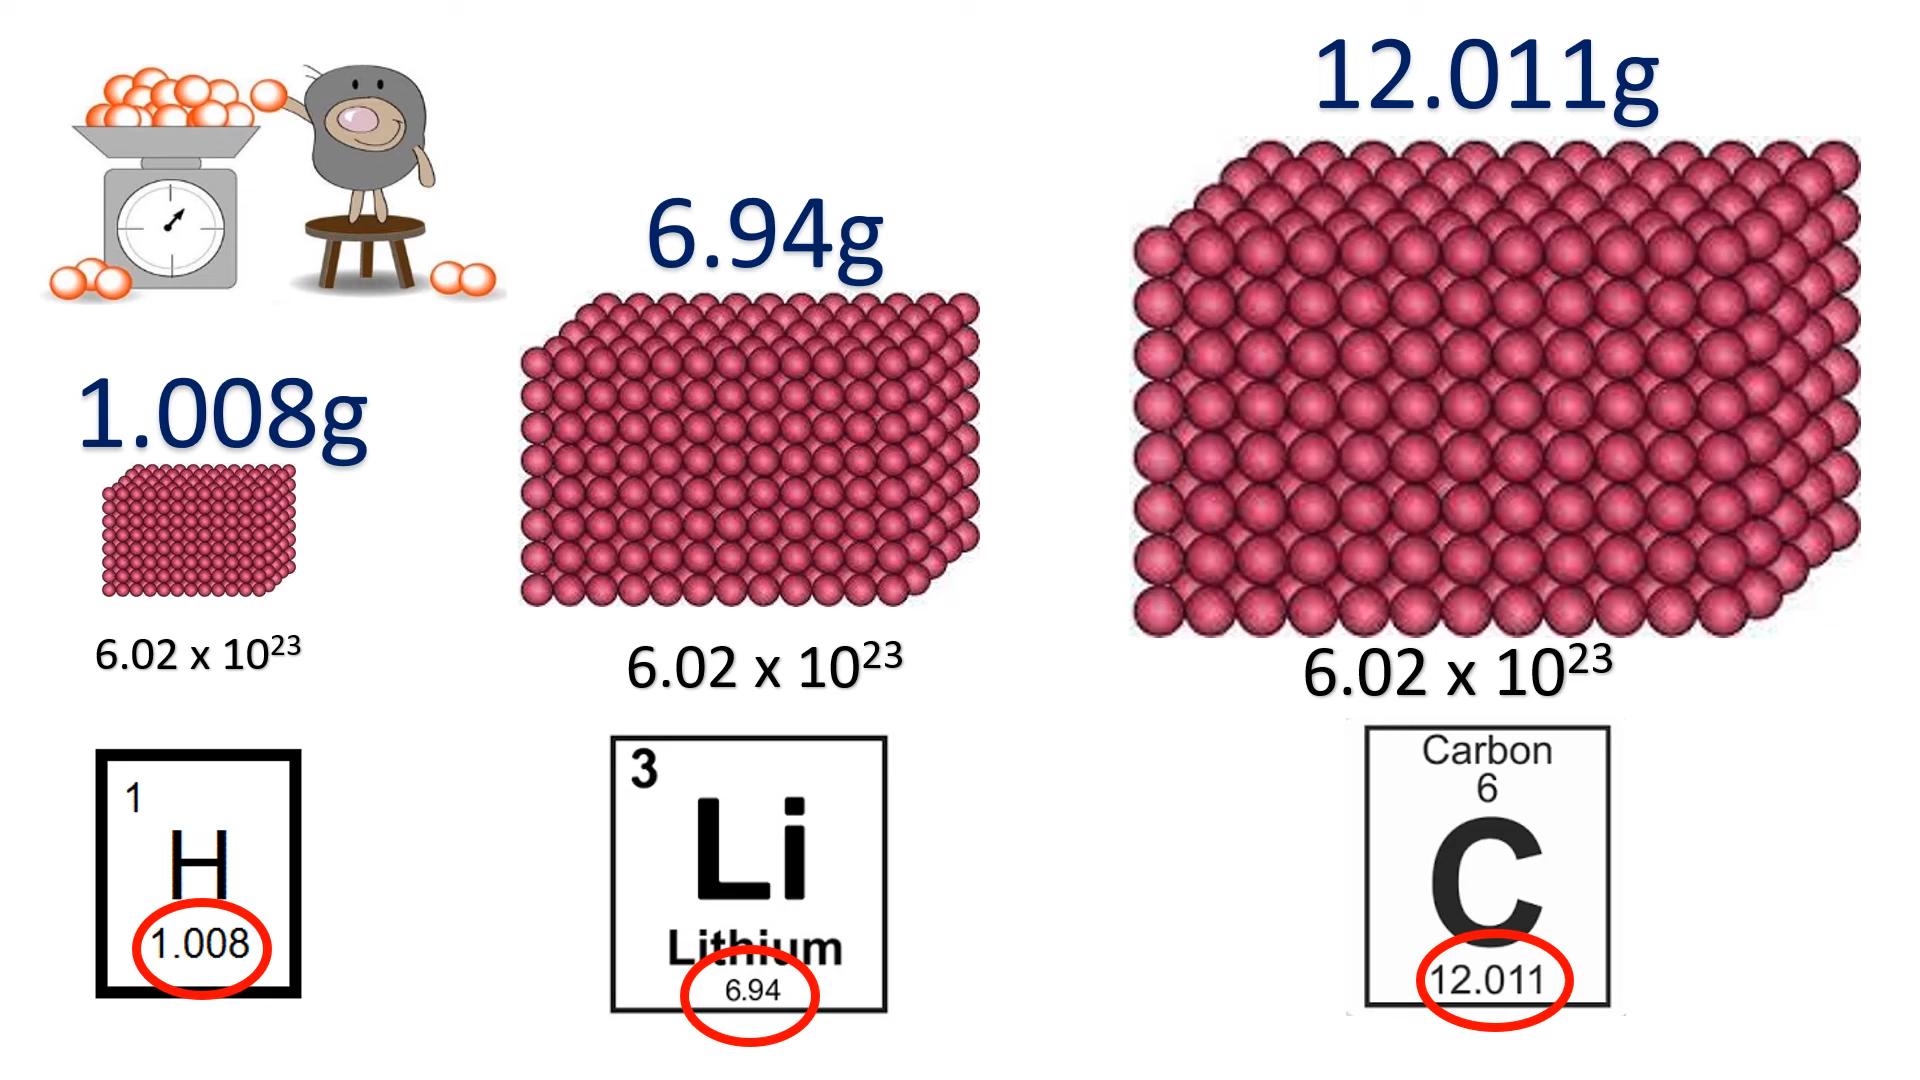 1.008g
6.02 x 10²³
1
H
1.008
6.94g
6.02 x 10²³
3
Li
Lithium
6.94
12.011g
6.02 x 10²³
Carbon
6
C
12.011